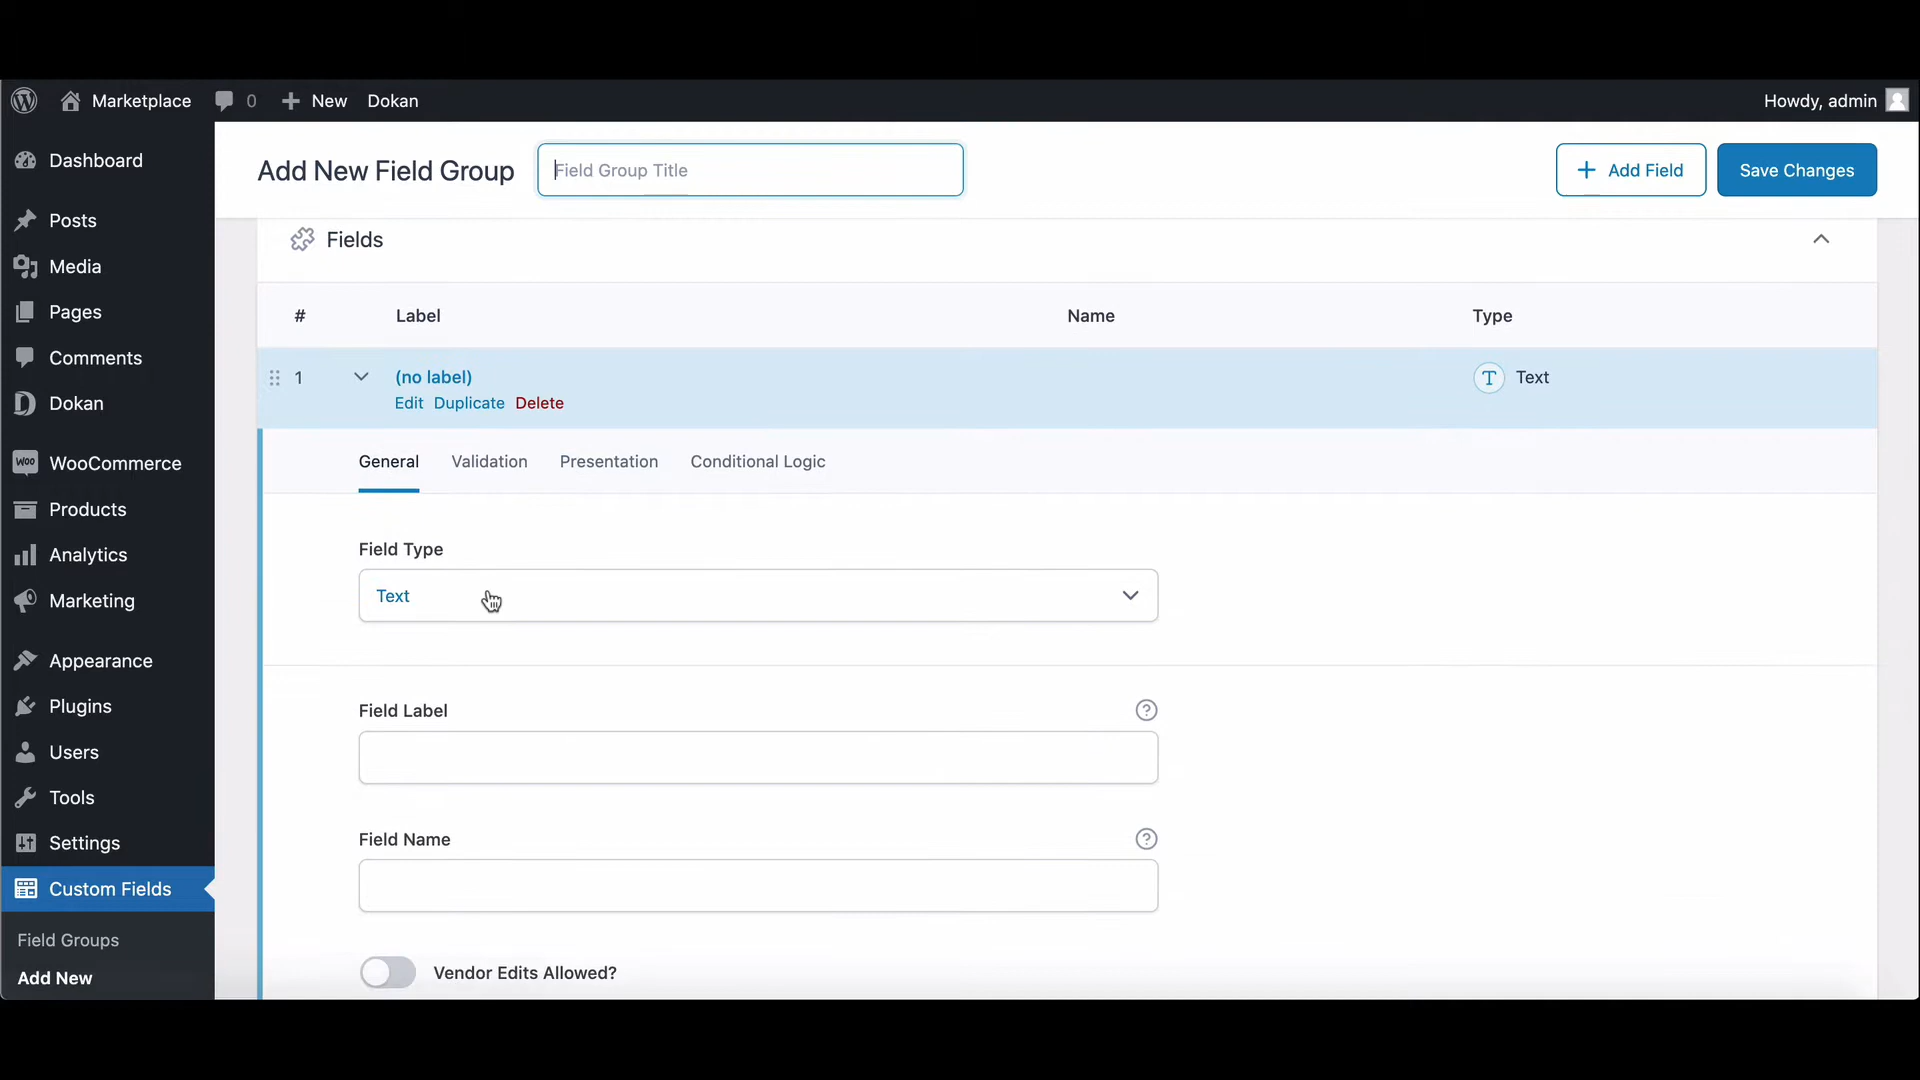 Marketplace 0 New Dokan Howdy, admin
Dashboard
Posts
Media
Pages
Comments
Dokan
WOO WooCommerce
Products
Analytics
Marketing
Appearance
Plugins
Users
Tools
Settings
Custom Fields
Field Groups
Add New
Add New Field Group Field Group Title + Add Field Save Changes
Fields
# Label Name Type
1 (no label) T Text
Edit Duplicate Delete
General Validation Presentation Conditional Logic
Field Type
Text
Field Label ?
Field Name ?
Vendor Edits Allowed?